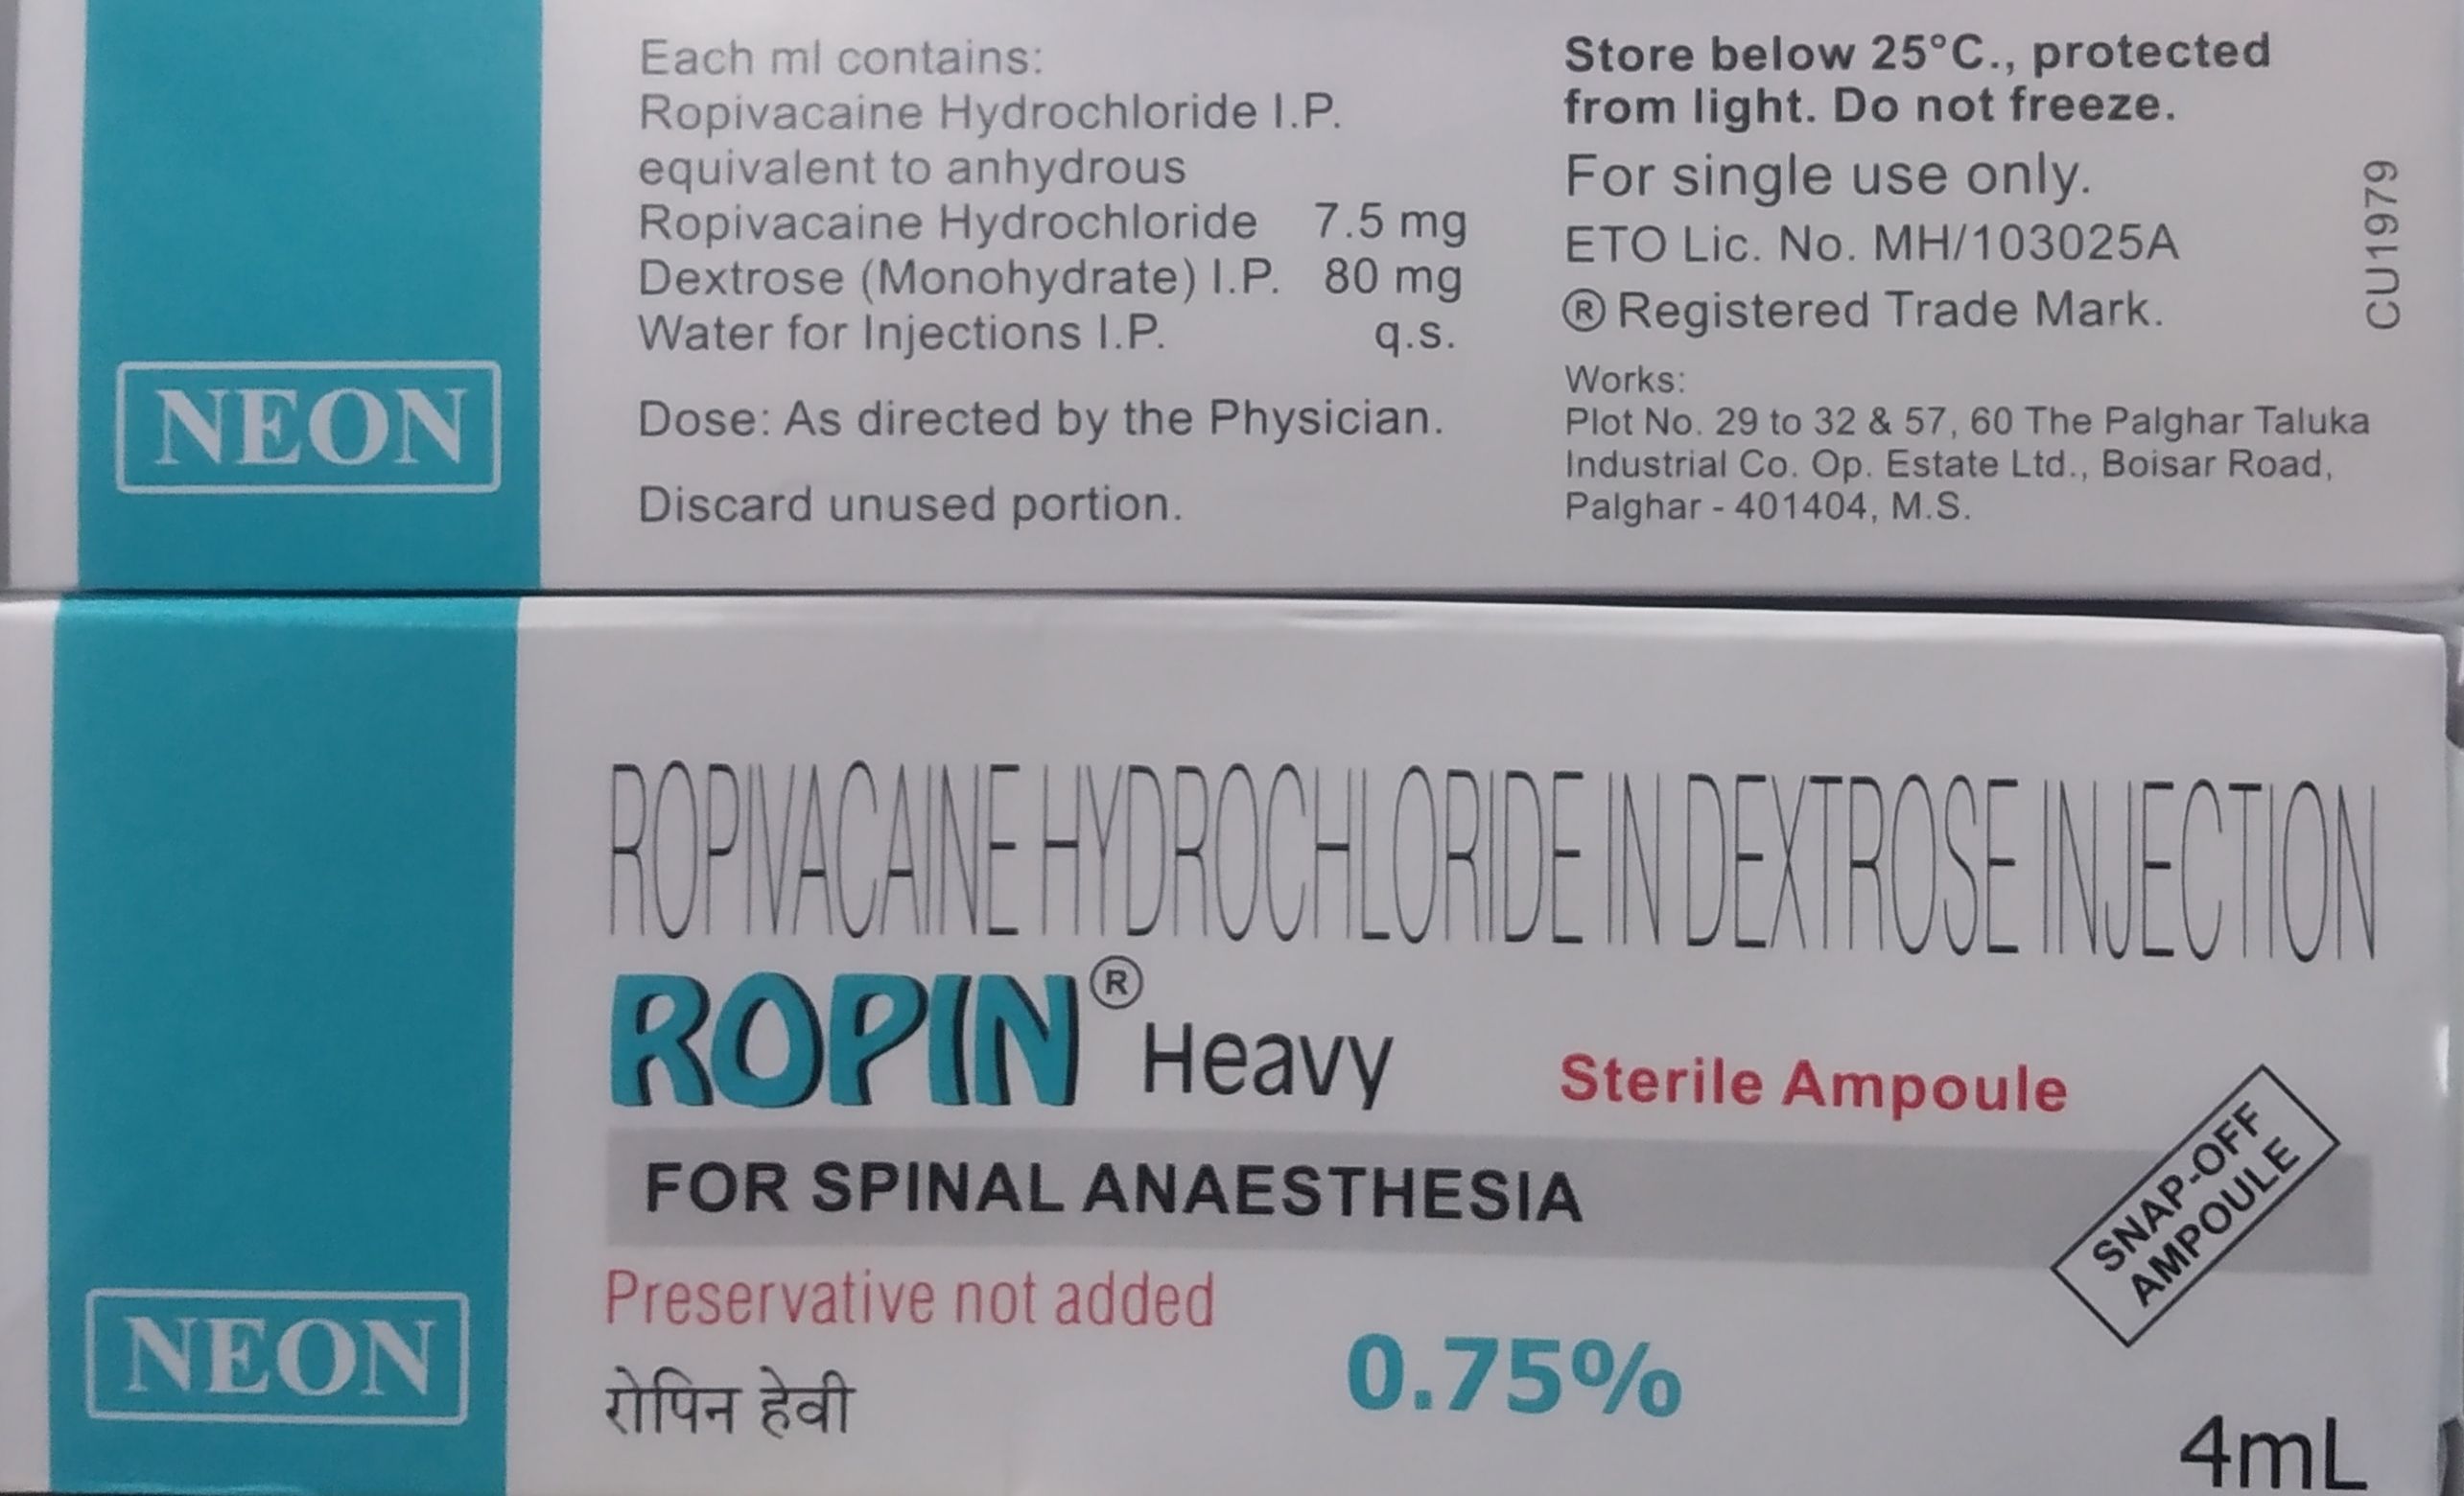 Each ml contains:
Ropivacaine Hydrochloride I.P.
equivalent to anhydrous
Ropivacaine Hydrochloride 7.5 mg
Dextrose (Monohydrate) I.P. 80 mg
Water for Injections I.P. q.s.
Dose: As directed by the Physician.
Discard unused portion.
NEON
Store below 25°C., protected
from light. Do not freeze.
For single use only.
ETO Lic. No. MH/103025A
® Registered Trade Mark.
Works:
Plot No. 29 to 32 & 57, 60 The Palghar Taluka
Industrial Co. Op. Estate Ltd., Boisar Road,
Palghar - 401404, M.S.
CU1979
ROPIVACAINE HYDROCHLORIDE IN DEXTROSE INJECTION
ROPIN® Heavy
Sterile Ampoule
FOR SPINAL ANAESTHESIA
SNAP-OFF
AMPOULE
Preservative not added
0.75%
रोपिन हेवी
4mL
NEON